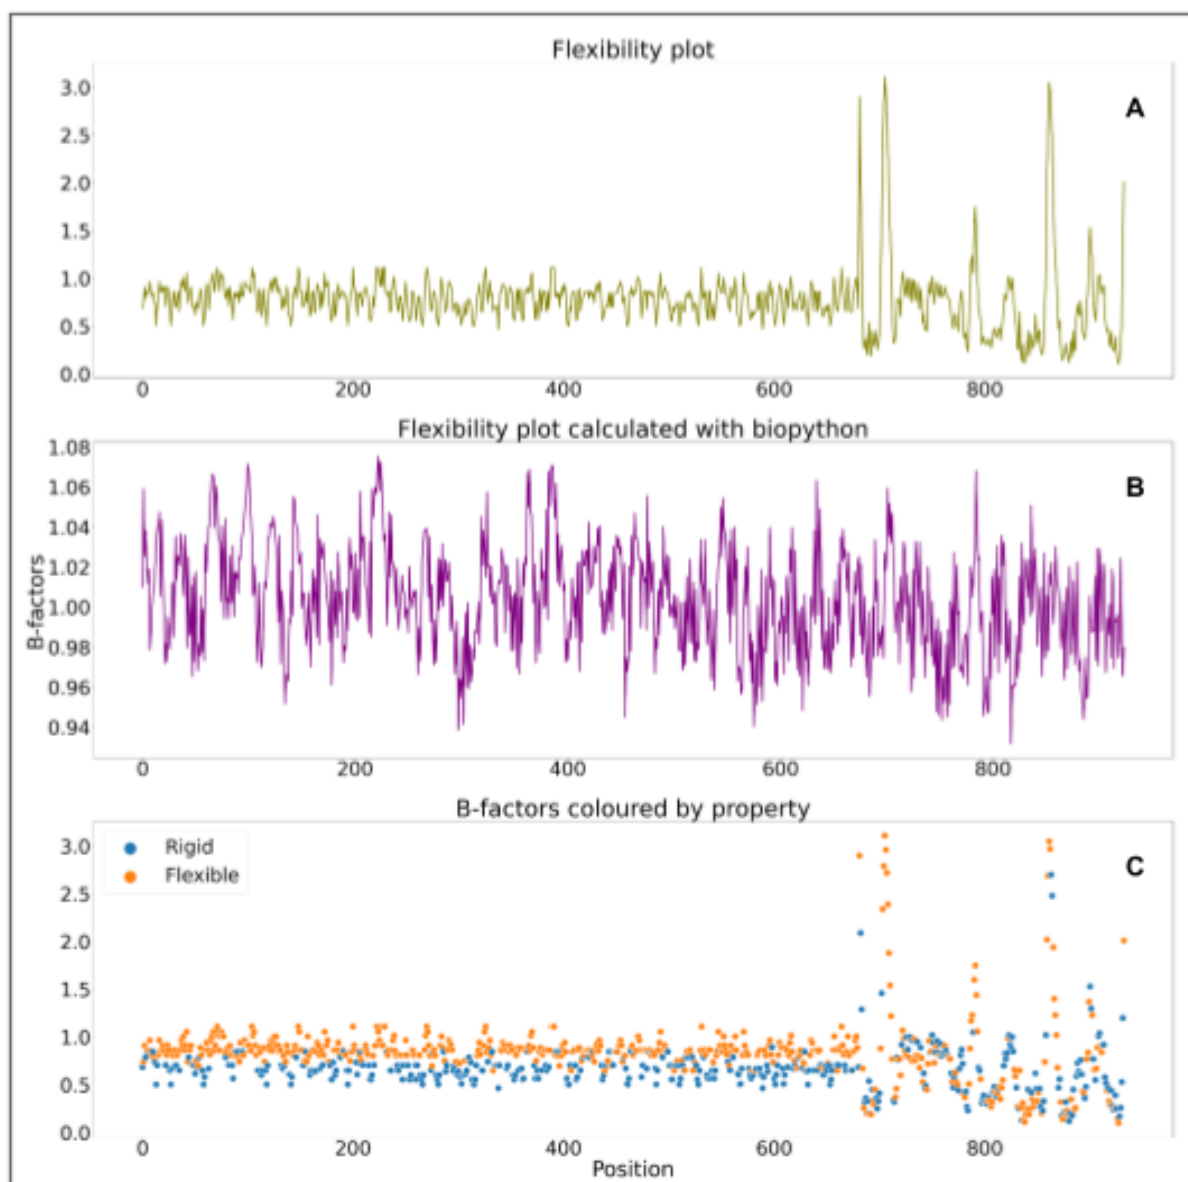 Flexibility plot
A
3.0
2.5
2.0
1.5
1.0
0.5
0.0
0 200 400 600 800
Flexibility plot calculated with biopython
B
1.08
1.06
1.04
1.02
1.00
0.98
0.96
0.94
B-factors
0 200 400 600 800
B-factors coloured by property
Rigid
Flexible
C
3.0
2.5
2.0
1.5
1.0
0.5
0.0
0 200 400 600 800
Position